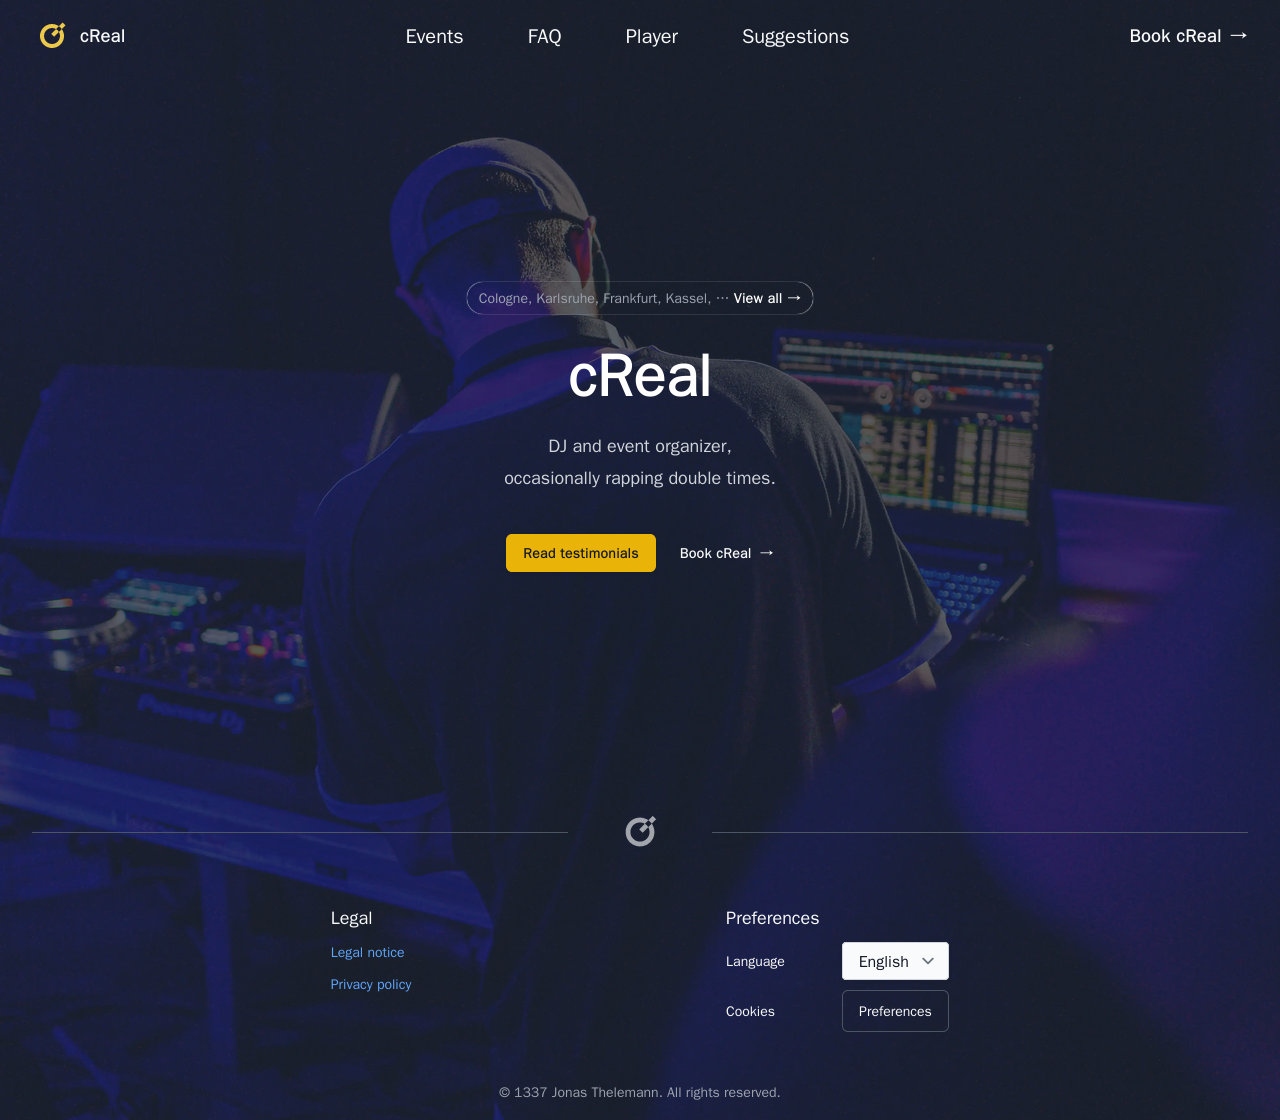 cReal
Events
FAQ
Player
Suggestions
Book cReal →
Cologne, Karlsruhe, Frankfurt, Kassel, ··· View all →
cReal
DJ and event organizer,
occasionally rapping double times.
Read testimonials
Book cReal →
Pioneer Dj
Legal
Legal notice
Privacy policy
Preferences
Language
English
Cookies
Preferences
© 1337 Jonas Thelemann. All rights reserved.